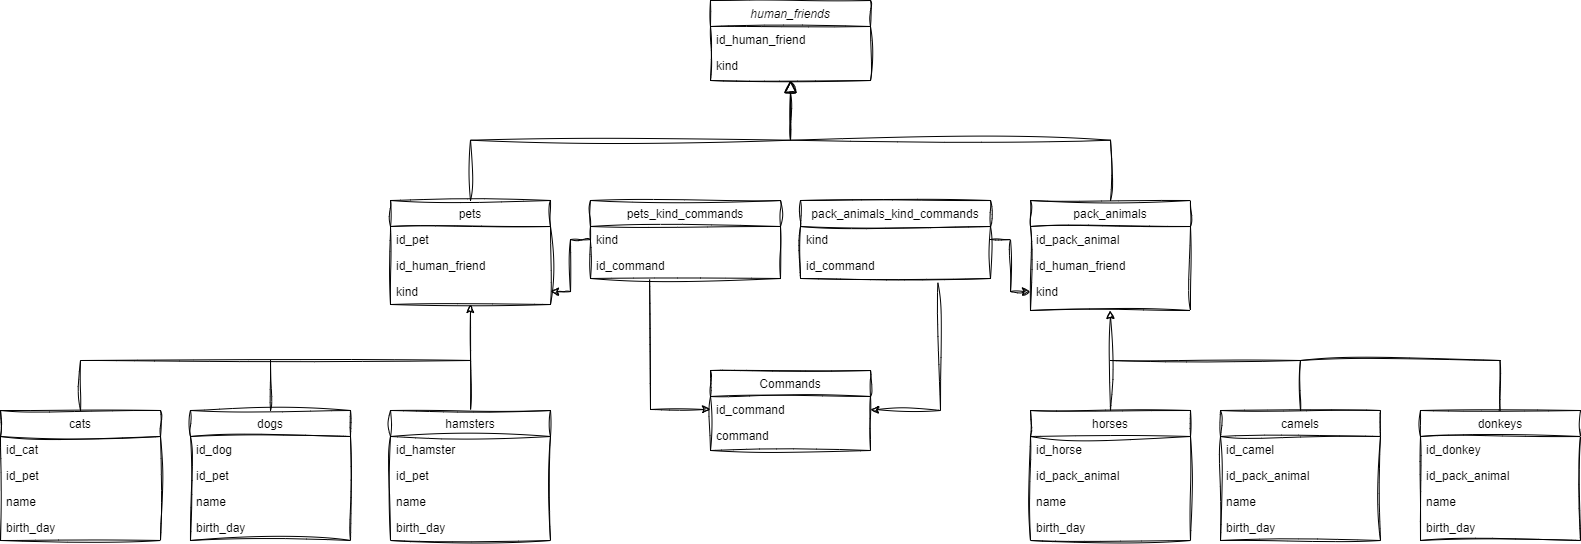 human_friends
id_human_friend
kind
pets
id_pet
id_human_friend
kind
pets_kind_commands
kind
id_command
pack_animals_kind_commands
kind
id_command
pack_animals
id_pack_animal
id_human_friend
kind
Commands
id_command
command
cats
id_cat
id_pet
name
birth_day
dogs
id_dog
id_pet
name
birth_day
hamsters
id_hamster
id_pet
name
birth_day
horses
id_horse
id_pack_animal
name
birth_day
camels
id_camel
id_pack_animal
name
birth_day
donkeys
id_donkey
id_pack_animal
name
birth_day